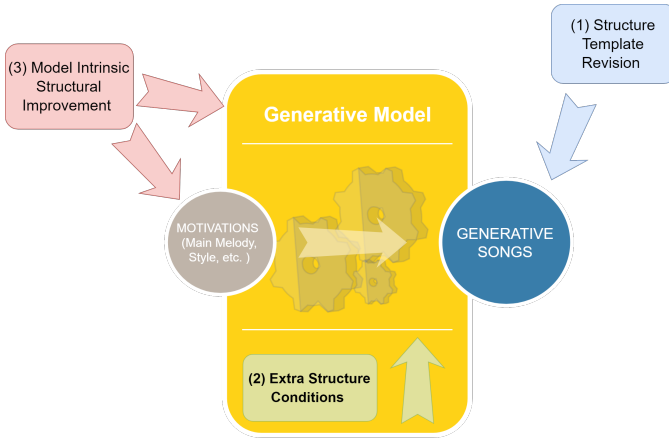 (1) Structure
Template
Revision
(3) Model Intrinsic
Structural
Improvement
Generative Model
MOTIVATIONS
(Main Melody,
Style, etc. )
GENERATIVE
SONGS
(2) Extra Structure
Conditions